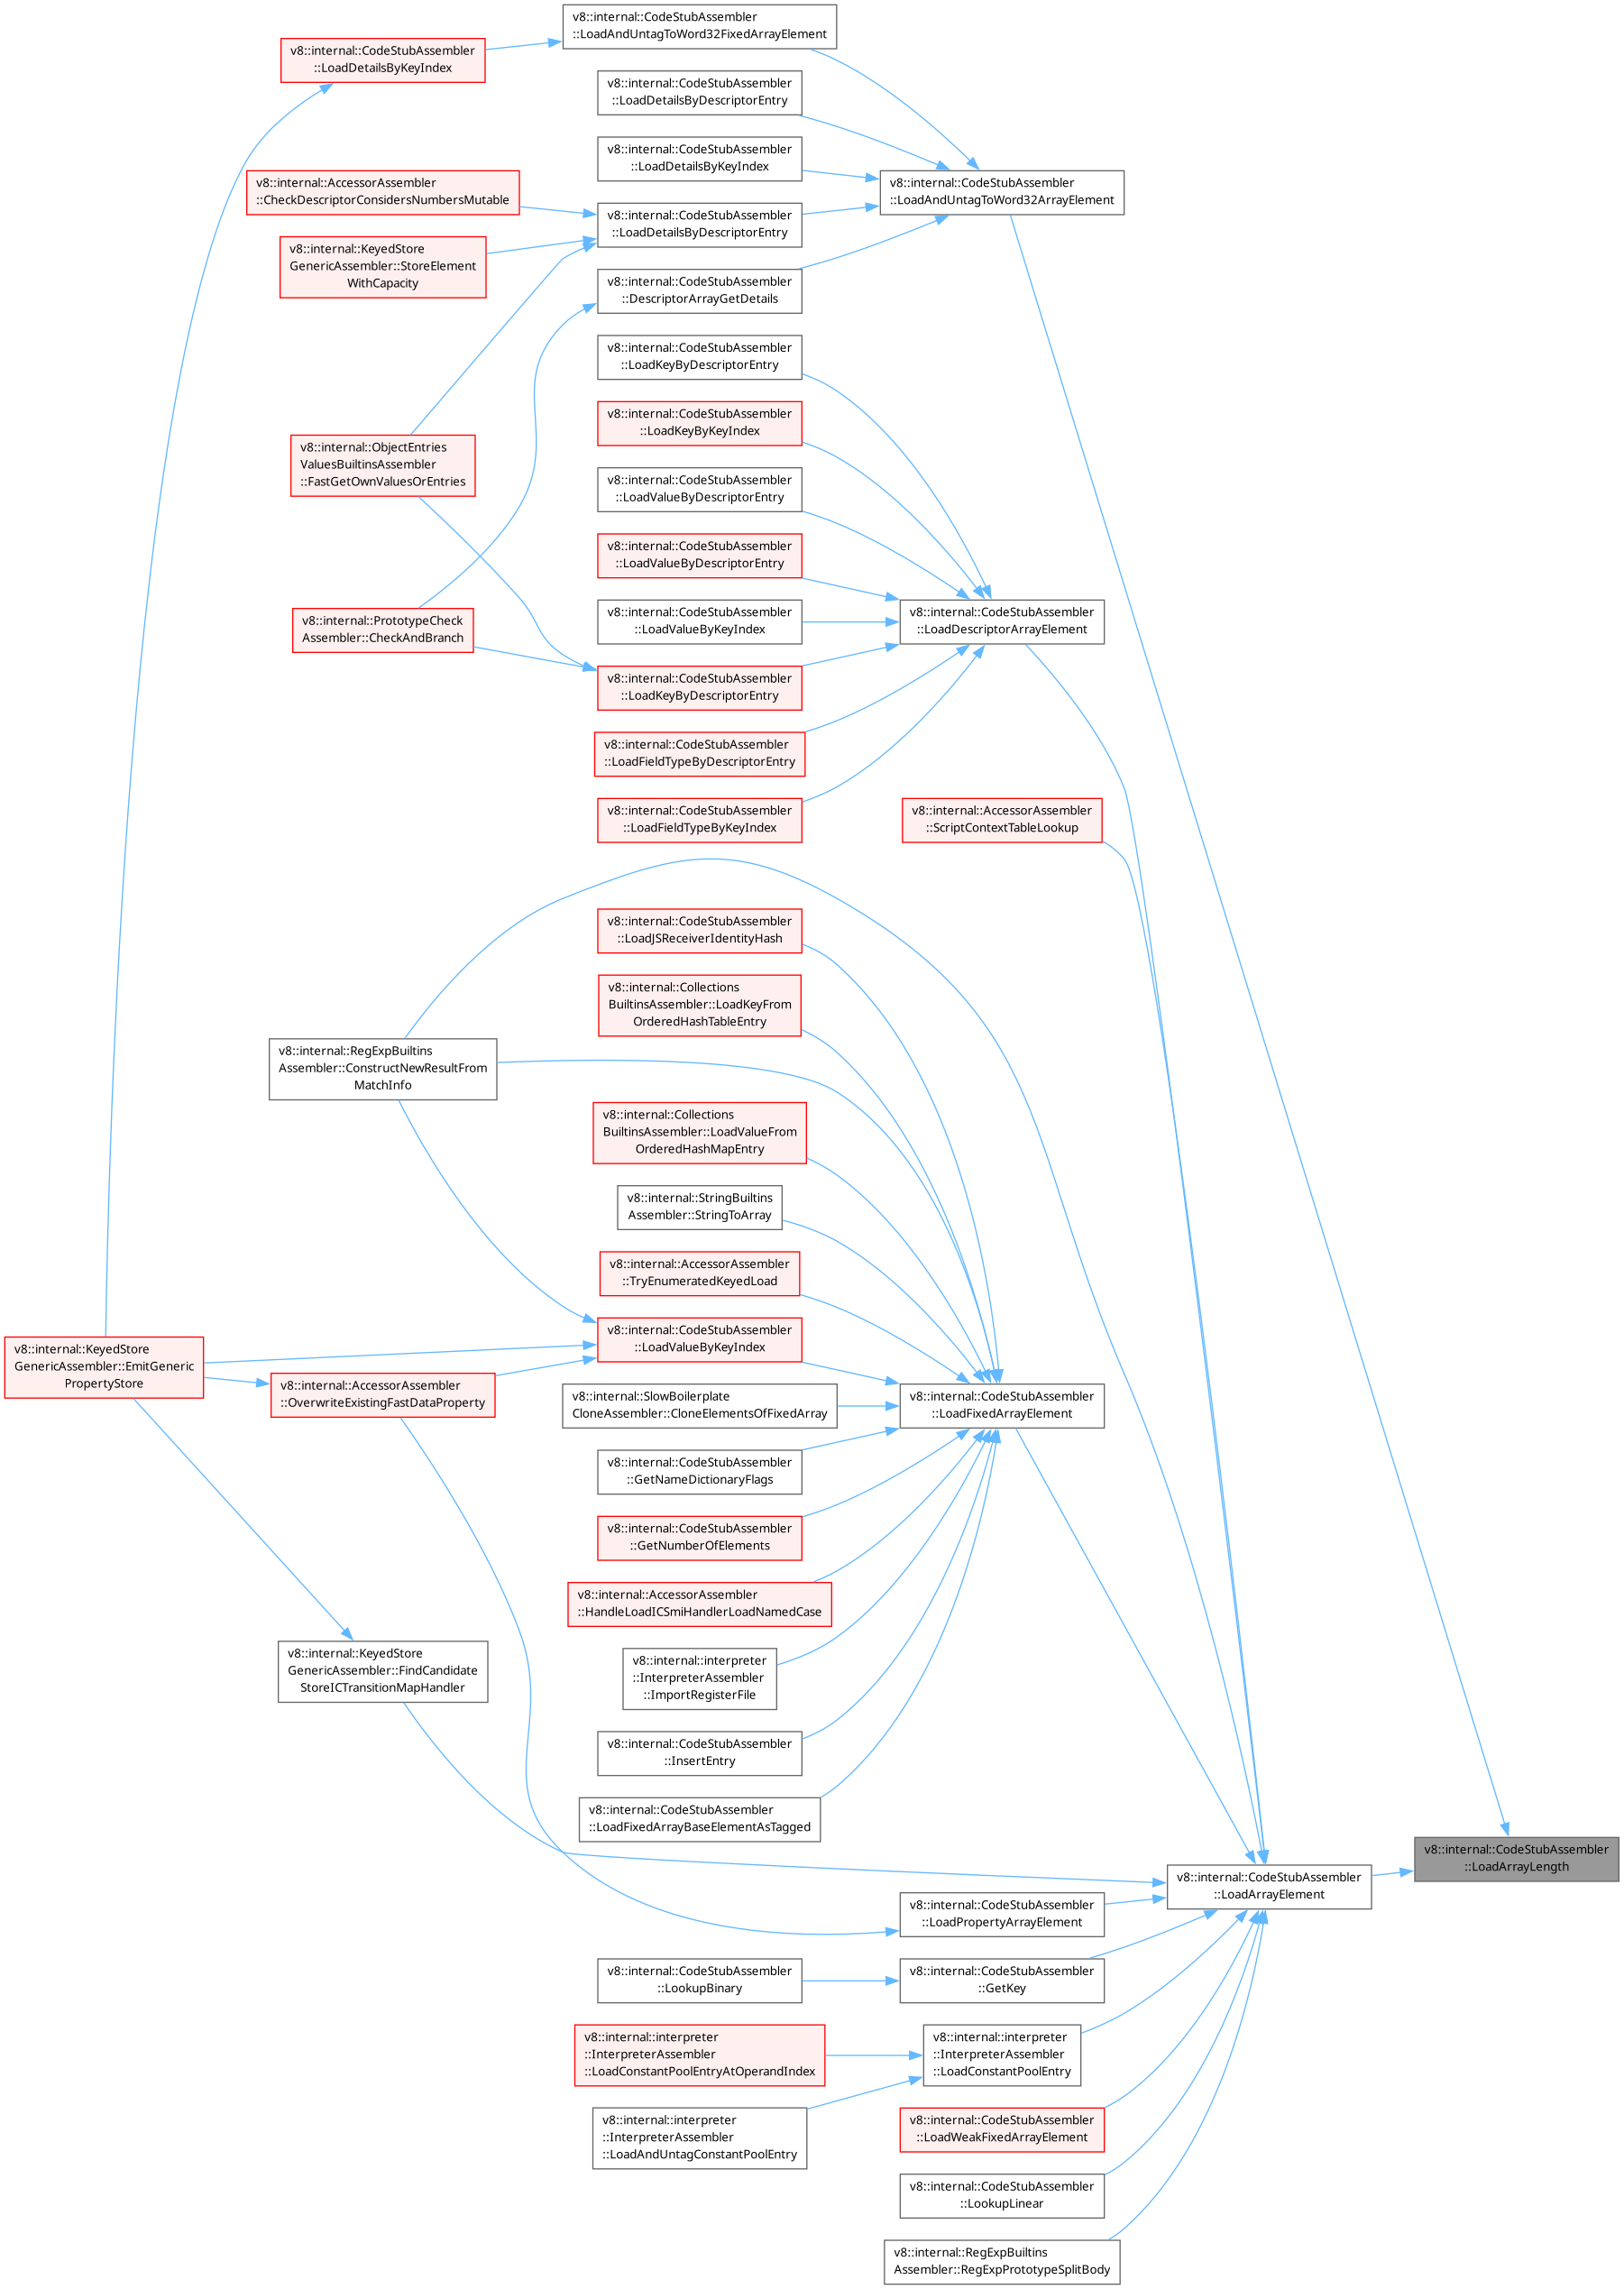 v8::internal::CodeStubAssembler
::LoadAndUntagToWord32FixedArrayElement
v8::internal::CodeStubAssembler
::LoadDetailsByKeyIndex
v8::internal::CodeStubAssembler
::LoadDetailsByDescriptorEntry
v8::internal::CodeStubAssembler
::LoadDetailsByKeyIndex
v8::internal::AccessorAssembler
::CheckDescriptorConsidersNumbersMutable
v8::internal::CodeStubAssembler
::LoadAndUntagToWord32ArrayElement
v8::internal::CodeStubAssembler
::LoadDetailsByDescriptorEntry
v8::internal::KeyedStore
GenericAssembler::StoreElement
WithCapacity
v8::internal::CodeStubAssembler
::DescriptorArrayGetDetails
v8::internal::CodeStubAssembler
::LoadKeyByDescriptorEntry
v8::internal::CodeStubAssembler
::LoadKeyByKeyIndex
v8::internal::ObjectEntries
ValuesBuiltinsAssembler
::FastGetOwnValuesOrEntries
v8::internal::CodeStubAssembler
::LoadValueByDescriptorEntry
v8::internal::CodeStubAssembler
::LoadValueByDescriptorEntry
v8::internal::PrototypeCheck
Assembler::CheckAndBranch
v8::internal::CodeStubAssembler
::LoadValueByKeyIndex
v8::internal::CodeStubAssembler
::LoadDescriptorArrayElement
v8::internal::CodeStubAssembler
::LoadKeyByDescriptorEntry
v8::internal::CodeStubAssembler
::LoadFieldTypeByDescriptorEntry
v8::internal::CodeStubAssembler
::LoadFieldTypeByKeyIndex
v8::internal::AccessorAssembler
::ScriptContextTableLookup
v8::internal::CodeStubAssembler
::LoadJSReceiverIdentityHash
v8::internal::Collections
BuiltinsAssembler::LoadKeyFrom
OrderedHashTableEntry
v8::internal::RegExpBuiltins
Assembler::ConstructNewResultFrom
MatchInfo
v8::internal::Collections
BuiltinsAssembler::LoadValueFrom
OrderedHashMapEntry
v8::internal::StringBuiltins
Assembler::StringToArray
v8::internal::AccessorAssembler
::TryEnumeratedKeyedLoad
v8::internal::CodeStubAssembler
::LoadValueByKeyIndex
v8::internal::KeyedStore
GenericAssembler::EmitGeneric
PropertyStore
v8::internal::AccessorAssembler
::OverwriteExistingFastDataProperty
v8::internal::SlowBoilerplate
CloneAssembler::CloneElementsOfFixedArray
v8::internal::CodeStubAssembler
::LoadFixedArrayElement
v8::internal::CodeStubAssembler
::GetNameDictionaryFlags
v8::internal::CodeStubAssembler
::GetNumberOfElements
v8::internal::AccessorAssembler
::HandleLoadICSmiHandlerLoadNamedCase
v8::internal::KeyedStore
GenericAssembler::FindCandidate
StoreICTransitionMapHandler
v8::internal::interpreter
::InterpreterAssembler
::ImportRegisterFile
v8::internal::CodeStubAssembler
::InsertEntry
v8::internal::CodeStubAssembler
::LoadFixedArrayBaseElementAsTagged
v8::internal::CodeStubAssembler
::LoadArrayLength
v8::internal::CodeStubAssembler
::LoadArrayElement
v8::internal::CodeStubAssembler
::LoadPropertyArrayElement
v8::internal::CodeStubAssembler
::LookupBinary
v8::internal::CodeStubAssembler
::GetKey
v8::internal::interpreter
::InterpreterAssembler
::LoadConstantPoolEntryAtOperandIndex
v8::internal::interpreter
::InterpreterAssembler
::LoadConstantPoolEntry
v8::internal::interpreter
::InterpreterAssembler
::LoadAndUntagConstantPoolEntry
v8::internal::CodeStubAssembler
::LoadWeakFixedArrayElement
v8::internal::CodeStubAssembler
::LookupLinear
v8::internal::RegExpBuiltins
Assembler::RegExpPrototypeSplitBody